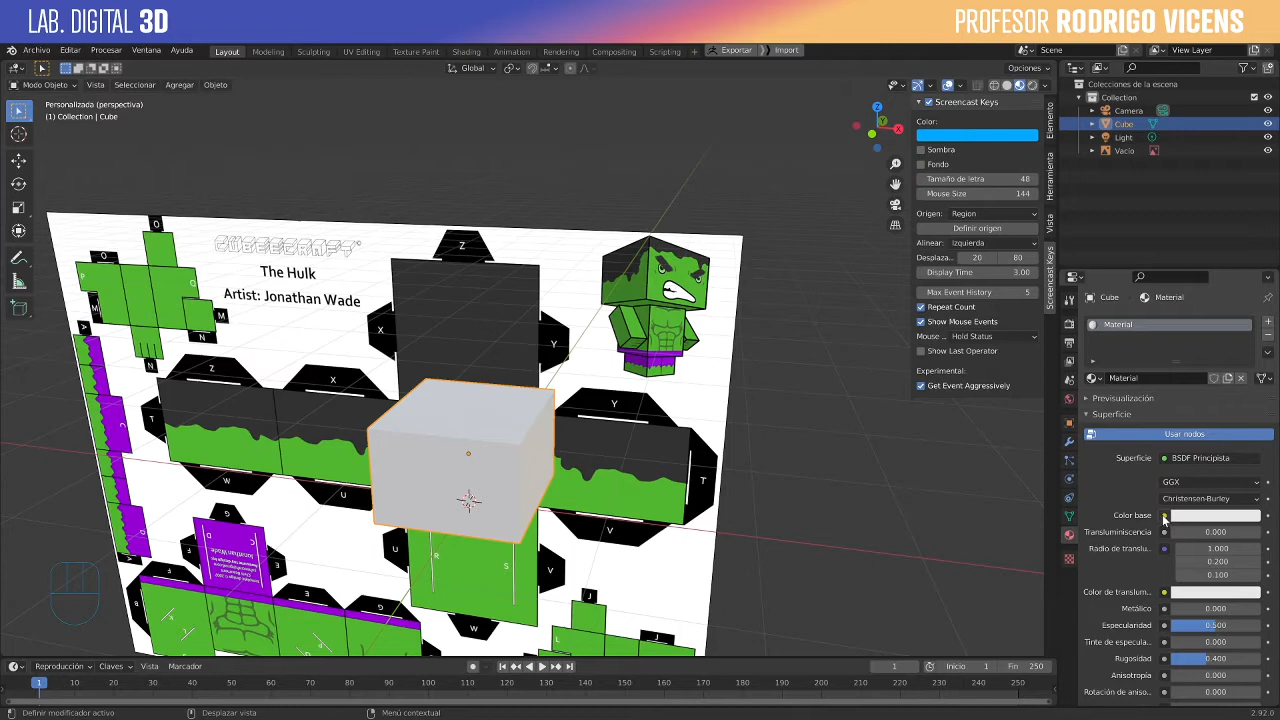 LAB. DIGITAL 3D
PROFESOR RODRIGO VICENS
Archivo Editar Procesar Ventana Ayuda
Layout Modeling Sculpting UV Editing Texture Paint Shading Animation Rendering Compositing Scripting +
Exportar Import
Scene
View Layer
Global
Opciones
Modo Objeto Vista Seleccionar Agregar Objeto
Personalizada (perspectiva)
(1) Collection | Cube
Z
Y
X
Screencast Keys
Color:
Sombra
Fondo
Tamaño de letra 48
Mouse Size 144
Origen: Region
Definir origen
Alinear: Izquierda
Desplaza... 20 80
Display Time 3.00
Max Event History 5
Repeat Count
Show Mouse Events
Mouse ... Hold Status
Show Last Operator
Experimental:
Get Event Aggressively
Elemento
Herramienta
Vista
Screencast Keys
CUBEECRAFT
The Hulk
Artist: Jonathan Wade
O
O
P
Q
M
M
N
N
A
Z
X
Y
Z
X
Y
T
T
W
U
V
G
D
C
Jonathan Wade
F
E
F
E
G
B
U
R
S
V
W
J
J
L
Colecciones de la escena
Collection
Camera
Cube
Light
Vacío
Cube Material
Material
Material
Previsualización
Superficie
Usar nodos
Superficie BSDF Principista
GGX
Christensen-Burley
Color base
Transluminiscencia 0.000
Radio de translu... 1.000
0.200
0.100
Color de translum...
Metálico 0.000
Especularidad 0.500
Tinte de especula... 0.000
Rugosidad 0.400
Anisotropía 0.000
Rotación de aniso... 0.000
Reproducción Claves Vista Marcador
1
Inicio 1
Fin 250
1 10 20 30 40 50 60 70 80 90 100 110 120 130 140 150 160 170 180 190 200 210 220 230 240 250
Definir modificador activo
Desplazar vista
Menú contextual
2.92.0